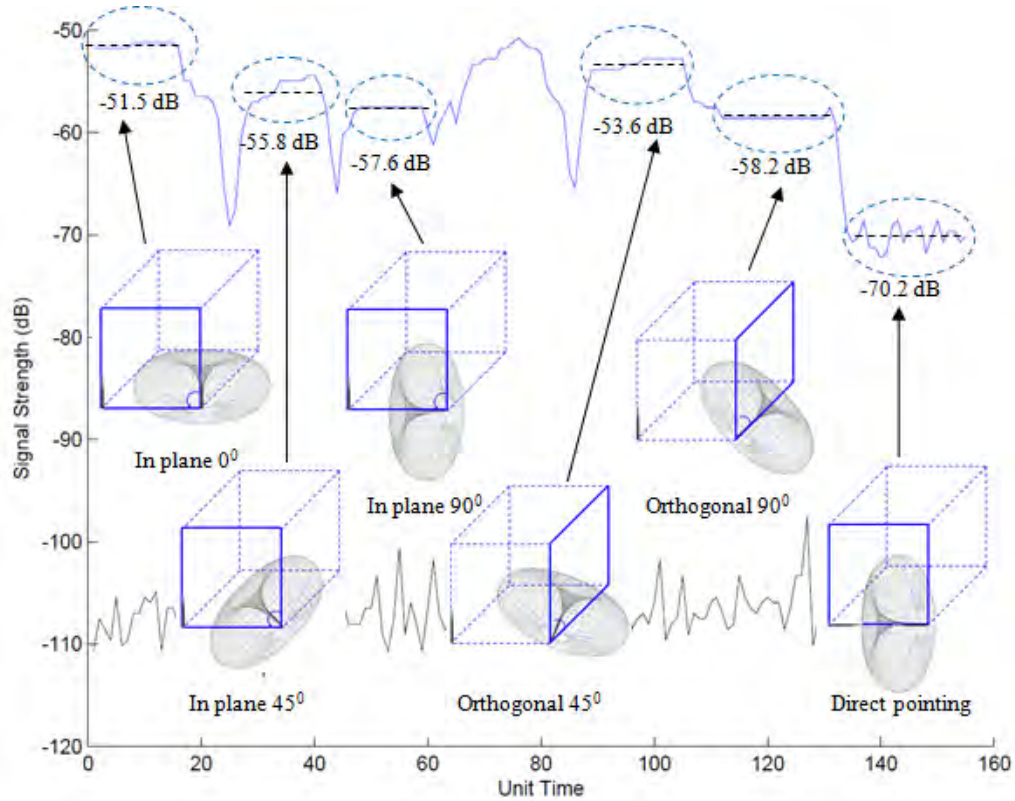 -50
-60
-70
-80
-90
-100
-110
-120
Signal Strength (dB)
-51.5 dB
-55.8 dB
-57.6 dB
-53.6 dB
-58.2 dB
-70.2 dB
In plane 0⁰
In plane 90⁰
Orthogonal 90⁰
In plane 45⁰
Orthogonal 45⁰
Direct pointing
0
20
40
60
80
100
120
140
160
Unit Time